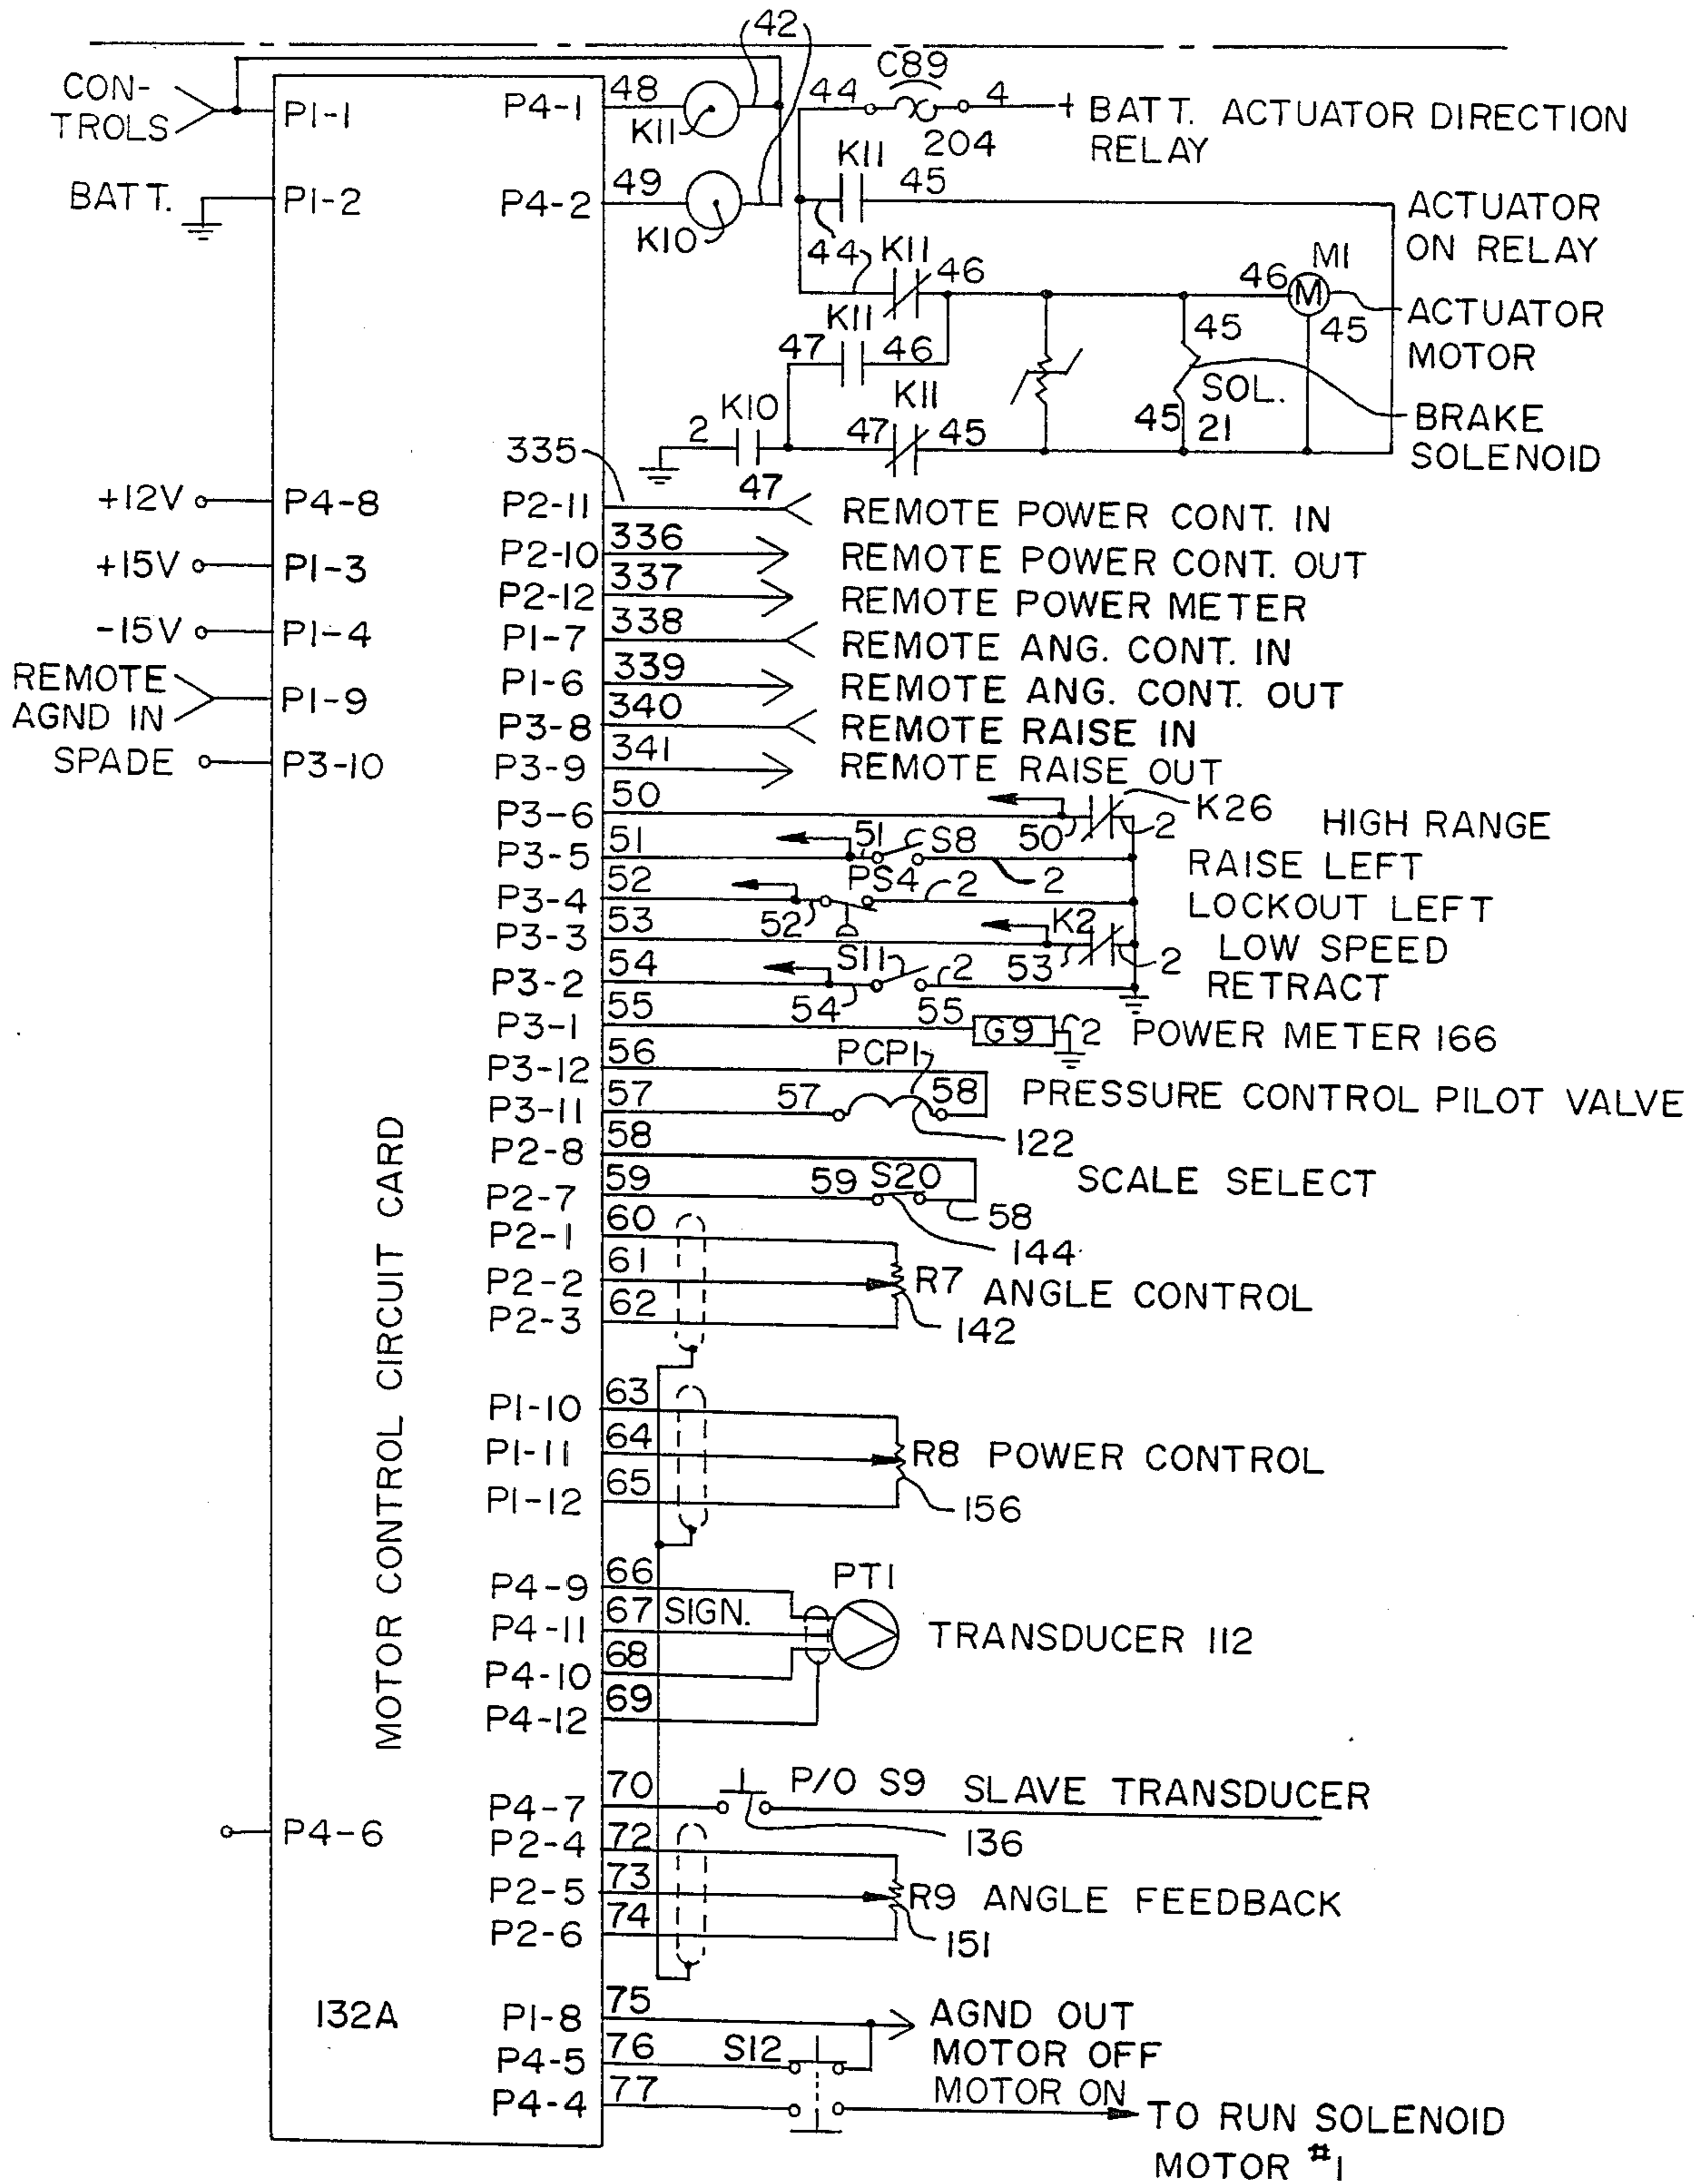 42
CON-
TROLS
P1-1
P4-1
48
K11
C89
44
4
+ BATT. ACTUATOR DIRECTION
RELAY
204
BATT.
P1-2
P4-2
49
K10
K11
45
44
ACTUATOR
ON RELAY
K11
46
46
M1
M
45
ACTUATOR
MOTOR
K11
47
46
45
SOL.
21
45
BRAKE
SOLENOID
K10
2
K11
47
45
47
335
+12V
P4-8
P2-11
REMOTE POWER CONT. IN
P2-10
336
REMOTE POWER CONT. OUT
+15V
P1-3
P2-12
337
REMOTE POWER METER
-15V
P1-4
P1-7
338
REMOTE ANG. CONT. IN
REMOTE
AGND IN
P1-9
P1-6
339
REMOTE ANG. CONT. OUT
P3-8
340
REMOTE RAISE IN
SPADE
P3-10
P3-9
341
REMOTE RAISE OUT
P3-6
50
50
2
K26
HIGH RANGE
P3-5
51
51
S8
2
RAISE LEFT
P3-4
52
52
PS4
2
LOCKOUT LEFT
P3-3
53
K2
53
2
LOW SPEED
P3-2
54
S11
54
2
RETRACT
P3-1
55
55
G9
2
POWER METER 166
P3-12
56
PCP1
P3-11
57
57
58
PRESSURE CONTROL PILOT VALVE
122
P2-8
58
P2-7
59
59
S20
58
144
SCALE SELECT
P2-1
60
P2-2
61
R7
ANGLE CONTROL
142
P2-3
62
MOTOR CONTROL CIRCUIT CARD
P1-10
63
P1-11
64
R8 POWER CONTROL
P1-12
65
156
P4-9
66
PT1
P4-11
67
SIGN.
TRANSDUCER 112
P4-10
68
P4-12
69
P4-7
70
P/O S9 SLAVE TRANSDUCER
136
P4-6
P2-4
72
P2-5
73
R9 ANGLE FEEDBACK
P2-6
74
151
132A
P1-8
75
AGND OUT
P4-5
76
S12
MOTOR OFF
MOTOR ON
P4-4
77
TO RUN SOLENOID
MOTOR #1